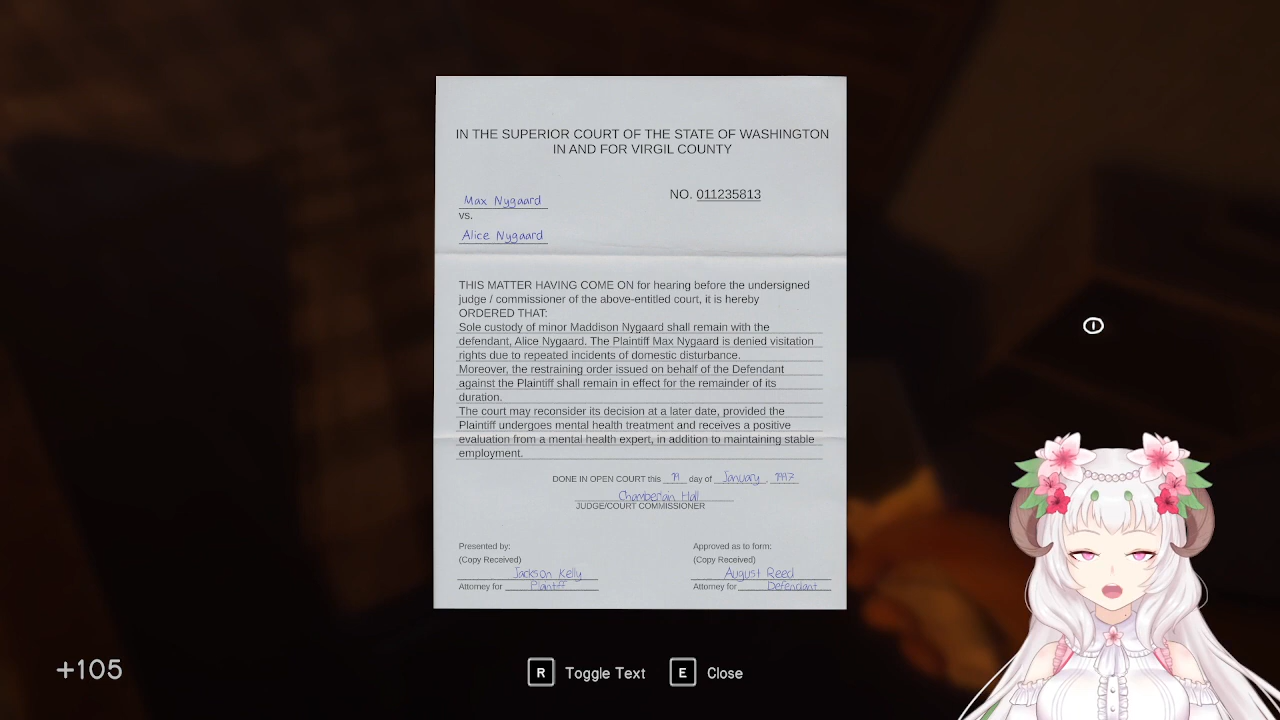 IN THE SUPERIOR COURT OF THE STATE OF WASHINGTON
IN AND FOR VIRGIL COUNTY
NO. 011235813
Max Nygaard
vs.
Alice Nygaard
THIS MATTER HAVING COME ON for hearing before the undersigned
judge / commissioner of the above-entitled court, it is hereby
ORDERED THAT:
Sole custody of minor Maddison Nygaard shall remain with the
defendant, Alice Nygaard. The Plaintiff Max Nygaard is denied visitation
rights due to repeated incidents of domestic disturbance.
Moreover, the restraining order issued on behalf of the Defendant
against the Plaintiff shall remain in effect for the remainder of its
duration.
The court may reconsider its decision at a later date, provided the
Plaintiff undergoes mental health treatment and receives a positive
evaluation from a mental health expert, in addition to maintaining stable
employment.
DONE IN OPEN COURT this 19 day of January, 1997
Chamberlan Hall
JUDGE/COURT COMMISSIONER
Presented by: Approved as to form:
(Copy Received) (Copy Received)
Jackson Kelly August Reed
Attorney for Plaintiff Attorney for Defendant
+105 R Toggle Text E Close